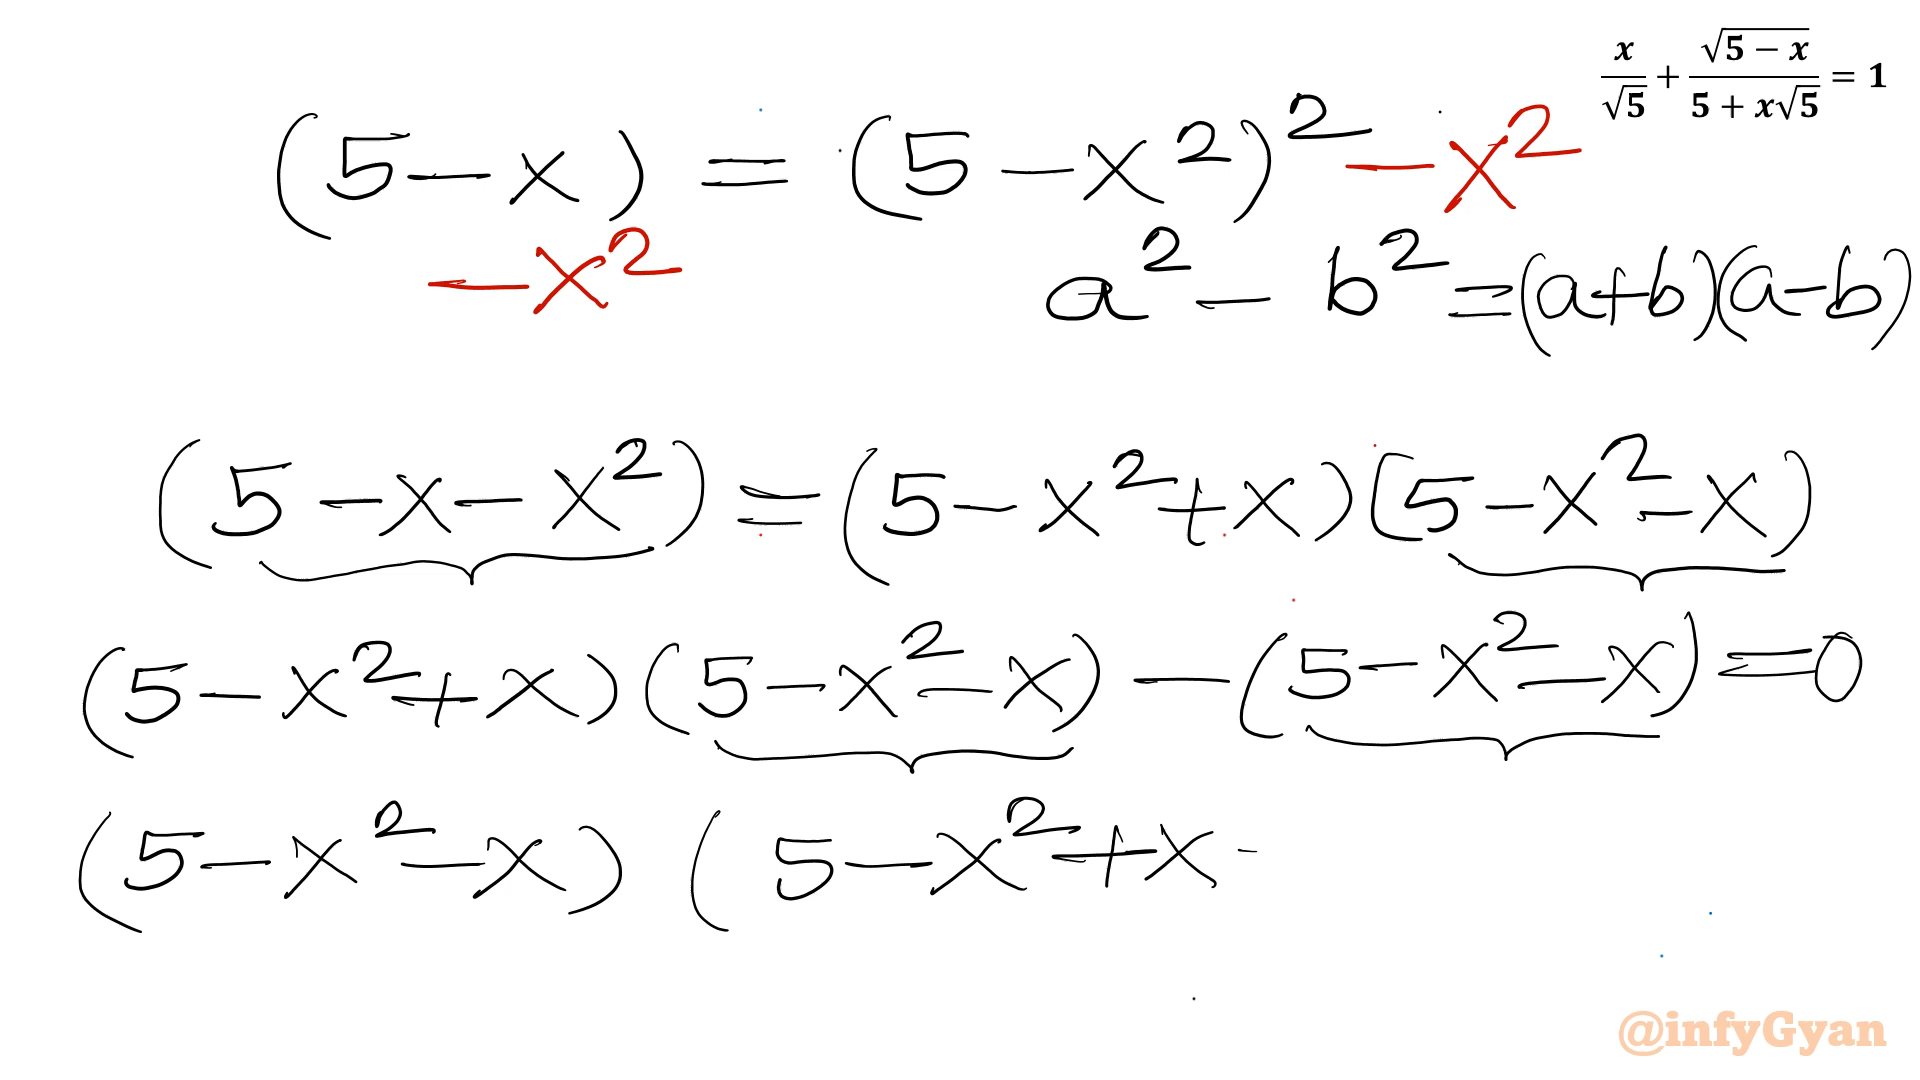 x/√5 + √(5 − x)/(5 + x√5) = 1
(5 − x) = (5 − x²)² − x²
− x²
a² − b² = (a+b)(a−b)
(5 − x − x²) = (5 − x² + x)(5 − x² − x)
(5 − x² + x)(5 − x² − x) − (5 − x² − x) = 0
(5 − x² − x) (5 − x² + x -
@infyGyan